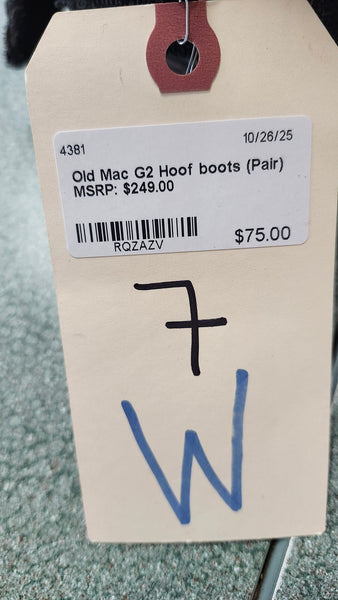 4381 10/26/25
Old Mac G2 Hoof boots (Pair)
MSRP: $249.00
RQZAZV $75.00
7
W